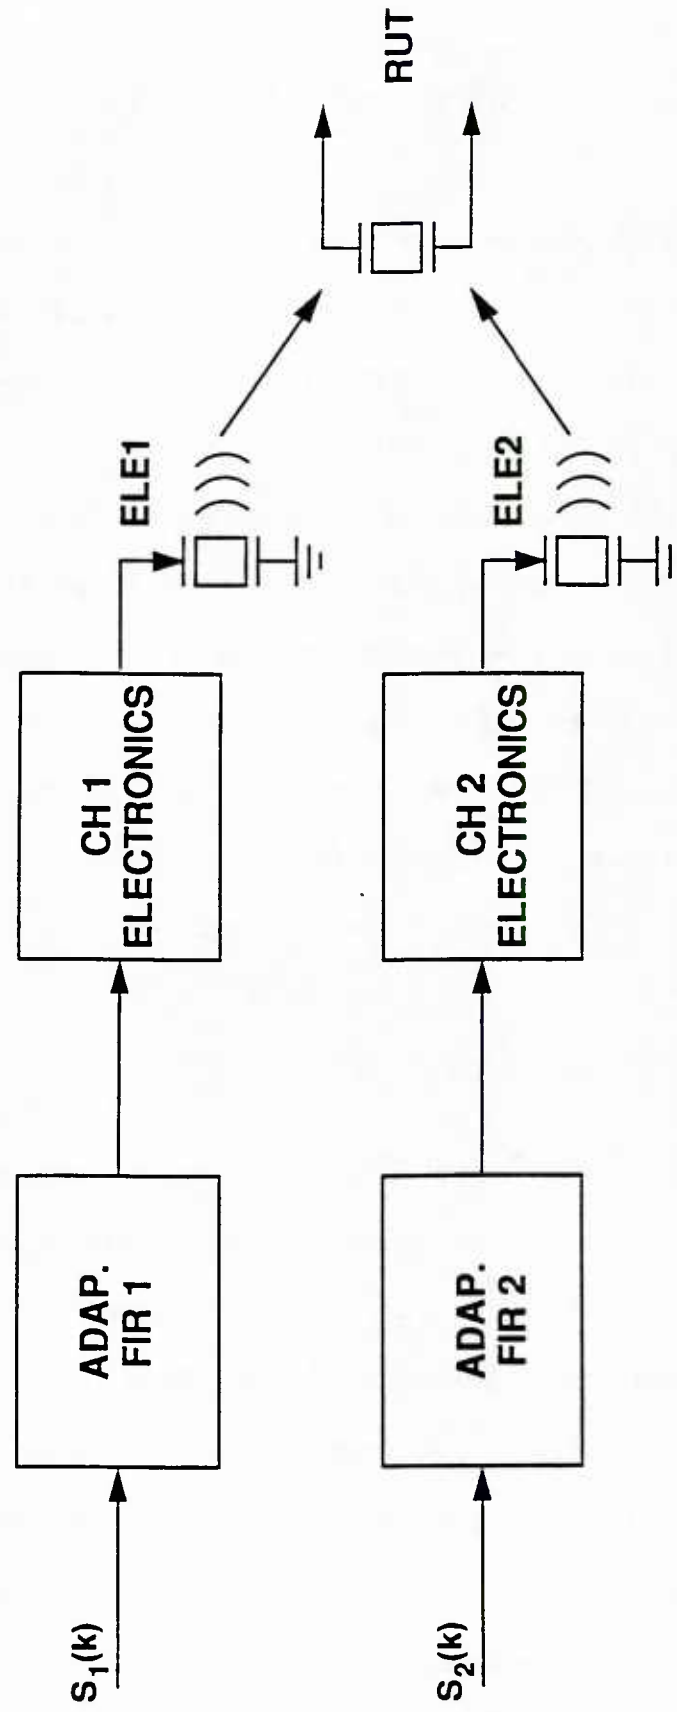 S1(k)
ADAP.
FIR 1
CH 1
ELECTRONICS
ELE1
RUT
S2(k)
ADAP.
FIR 2
CH 2
ELECTRONICS
ELE2